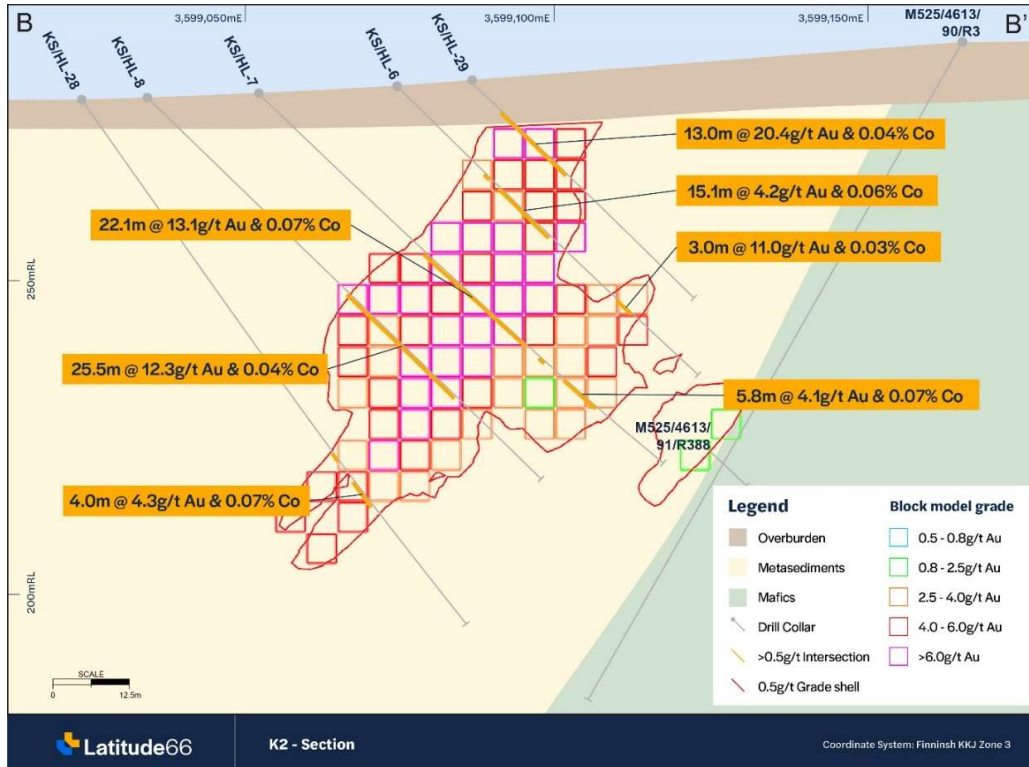 B
3,599,050mE
3,599,100mE
3,599,150mE
B'
KS/HL-28
KS/HL-8
KS/HL-7
KS/HL-6
KS/HL-29
M525/4613/
90/R3
13.0m @ 20.4g/t Au & 0.04% Co
15.1m @ 4.2g/t Au & 0.06% Co
22.1m @ 13.1g/t Au & 0.07% Co
3.0m @ 11.0g/t Au & 0.03% Co
250mRL
25.5m @ 12.3g/t Au & 0.04% Co
5.8m @ 4.1g/t Au & 0.07% Co
M525/4613/
91/R388
4.0m @ 4.3g/t Au & 0.07% Co
200mRL
Legend
Overburden
Metasediments
Mafics
Drill Collar
>0.5g/t Intersection
0.5g/t Grade shell
Block model grade
0.5 - 0.8g/t Au
0.8 - 2.5g/t Au
2.5 - 4.0g/t Au
4.0 - 6.0g/t Au
>6.0g/t Au
SCALE
0 12.5m
Latitude66
K2 - Section
Coordinate System: Finninsh KKJ Zone 3